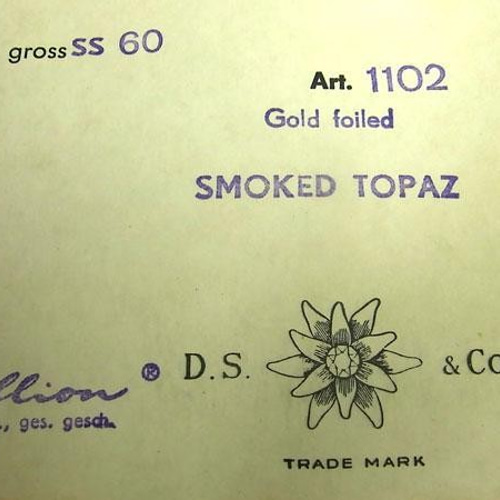 gross SS 60
Art. 1102
Gold foiled
SMOKED TOPAZ
llion ®
., ges. gesch.
D.S. & Co
TRADE MARK